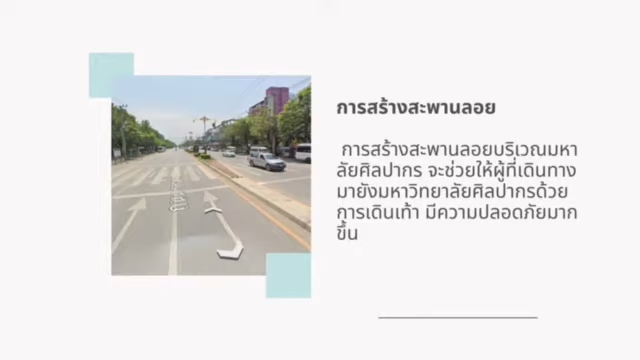 การสร้างสะพานลอย
การสร้างสะพานลอยบริเวณมหา
ลัยศิลปากร จะช่วยให้ผู้ที่เดินทาง
มายังมหาวิทยาลัยศิลปากรด้วย
การเดินเท้า มีความปลอดภัยมาก
ขึ้น